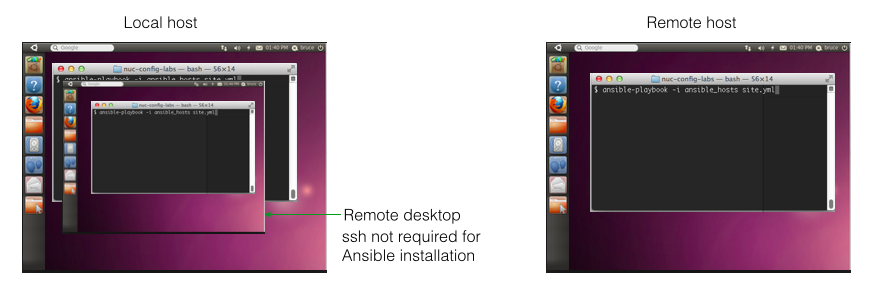 Local host
Remote host
Google
01:40 PM bruce
nuc-config-labs — bash — 56×14
$ ansible-playbook -i ansible_hosts site.yml
nuc-config-labs — bash — 56×14
$ ansible-playbook -i ansible_hosts site.yml
Remote desktop
ssh not required for
Ansible installation
Google
01:40 PM bruce
nuc-config-labs — bash — 56×14
$ ansible-playbook -i ansible_hosts site.yml